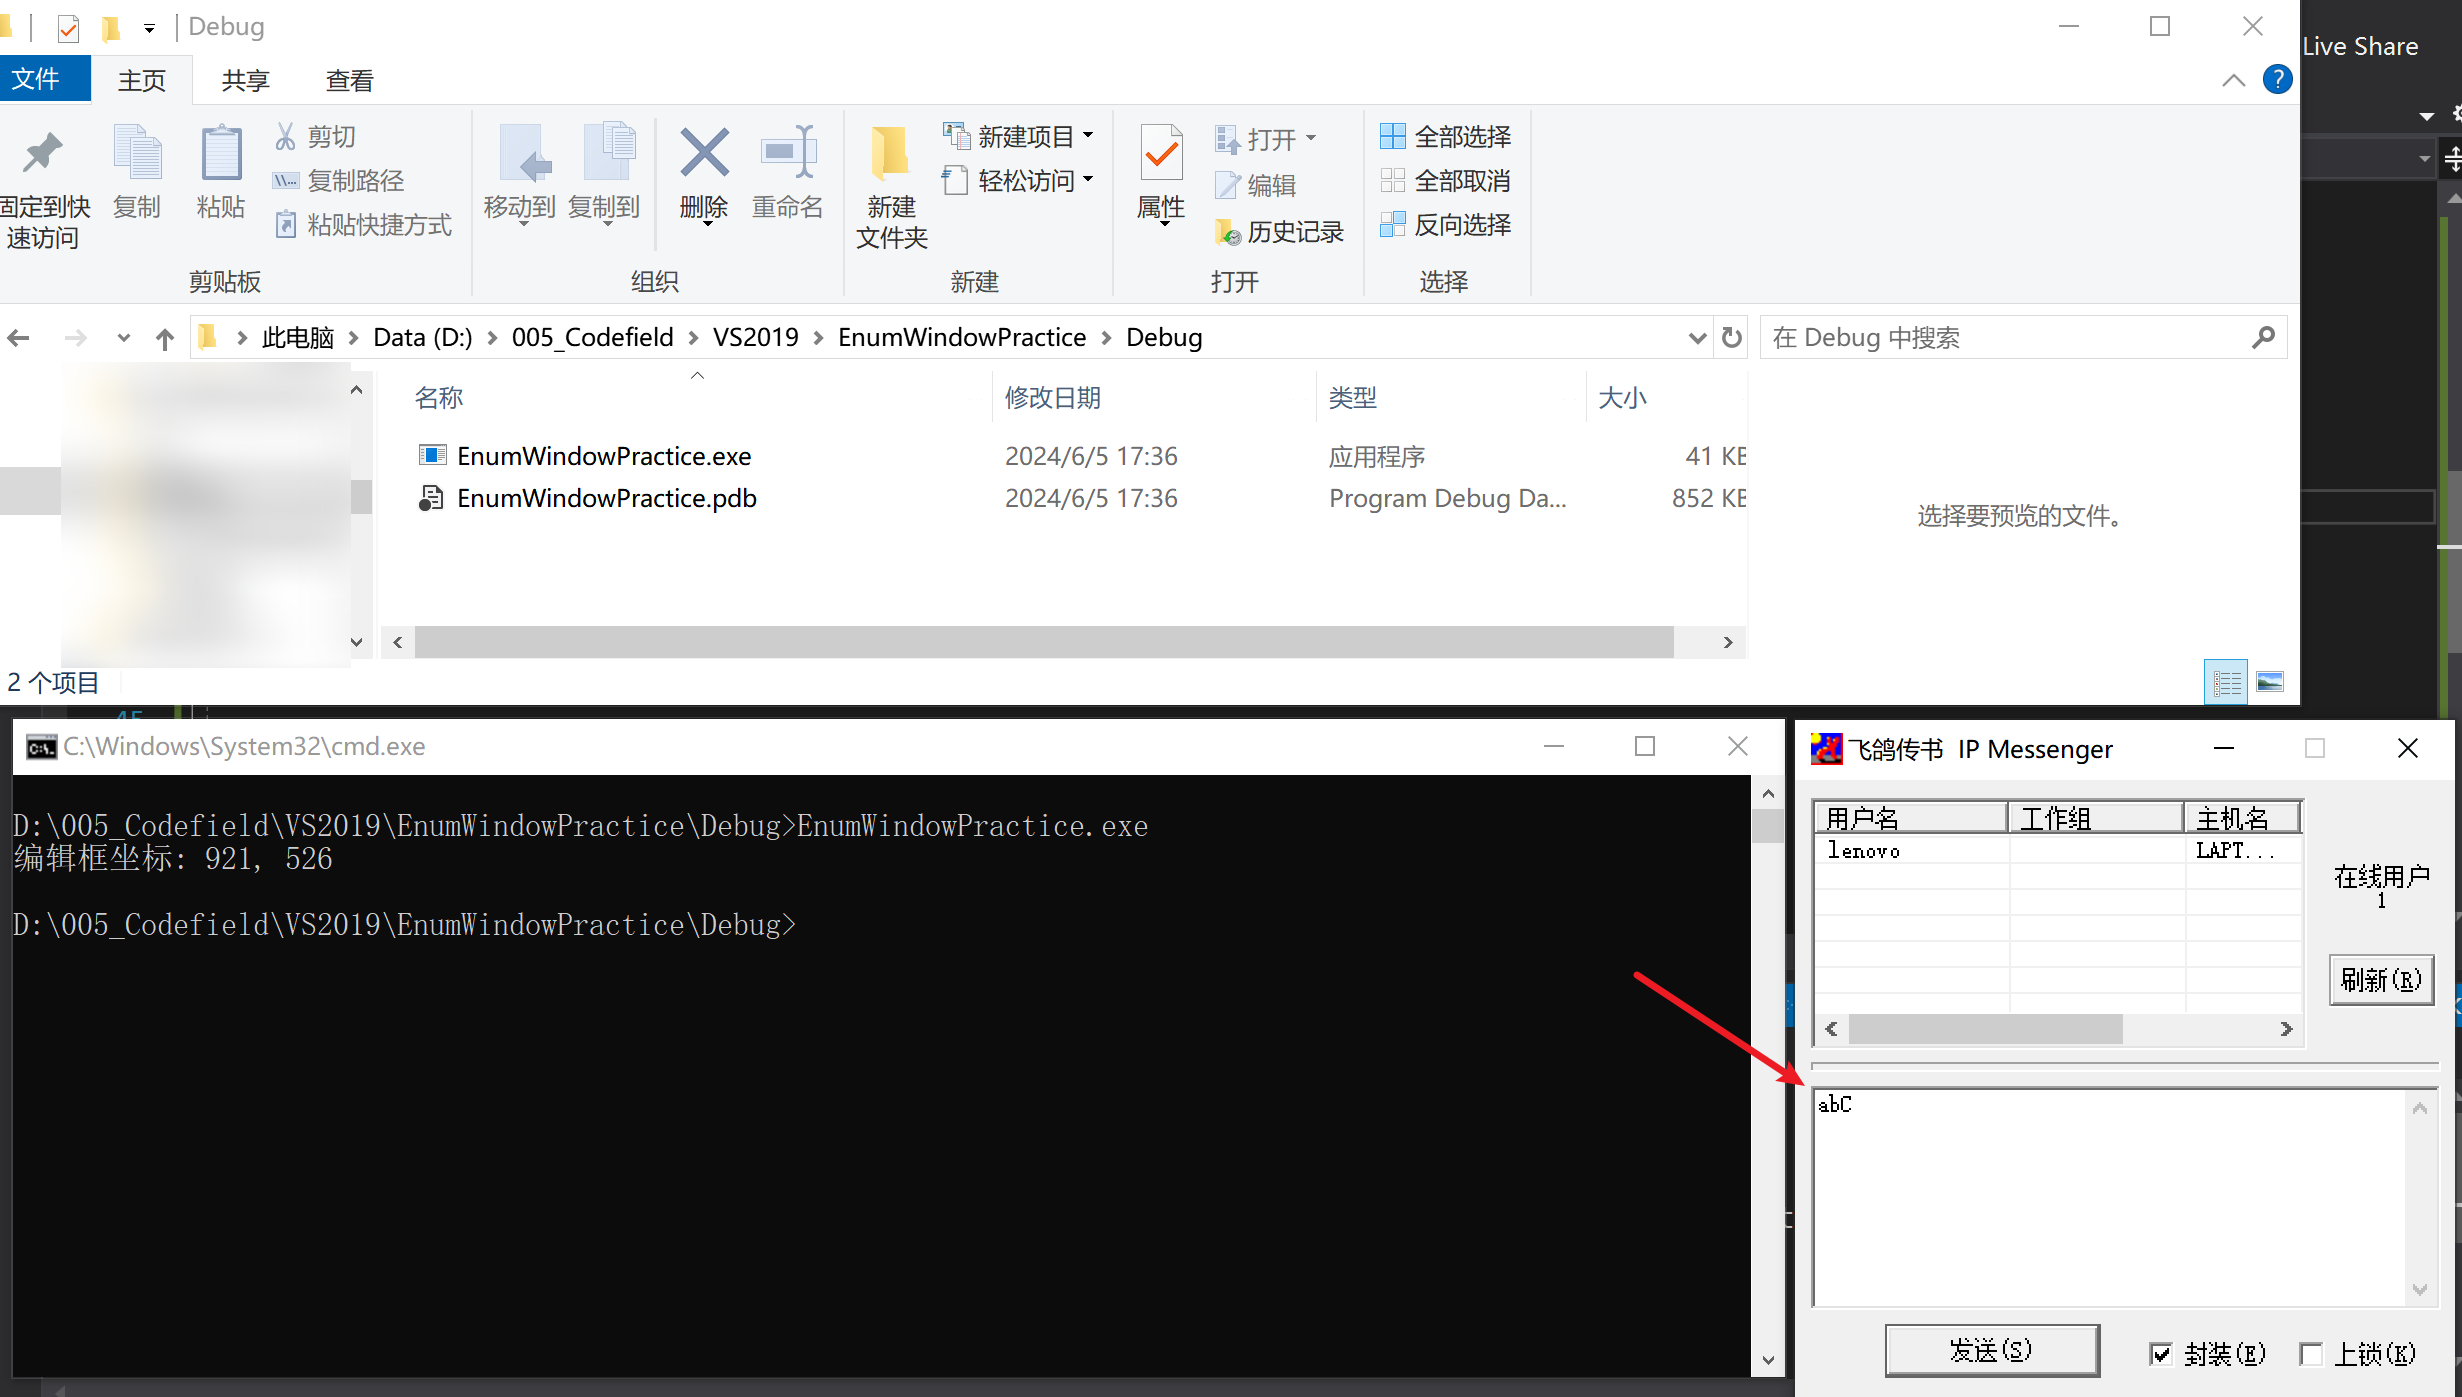 Debug
Live Share
文件 主页 共享 查看
固定到快
速访问
复制
粘贴
剪切
复制路径
粘贴快捷方式
剪贴板
移动到
复制到
删除
重命名
组织
新建
文件夹
新建项目
轻松访问
新建
属性
打开
编辑
历史记录
打开
全部选择
全部取消
反向选择
选择
此电脑 Data (D:) 005_Codefield VS2019 EnumWindowPractice Debug
在 Debug 中搜索
名称 修改日期 类型 大小
EnumWindowPractice.exe 2024/6/5 17:36 应用程序 41 KB
EnumWindowPractice.pdb 2024/6/5 17:36 Program Debug Da... 852 KB
选择要预览的文件。
2 个项目
C:\Windows\System32\cmd.exe
D:\005_Codefield\VS2019\EnumWindowPractice\Debug>EnumWindowPractice.exe
编辑框坐标: 921, 526
D:\005_Codefield\VS2019\EnumWindowPractice\Debug>
飞鸽传书 IP Messenger
用户名 工作组 主机名
lenovo LAPT...
在线用户
1
刷新(R)
abC
发送(S)
封装(E)
上锁(K)